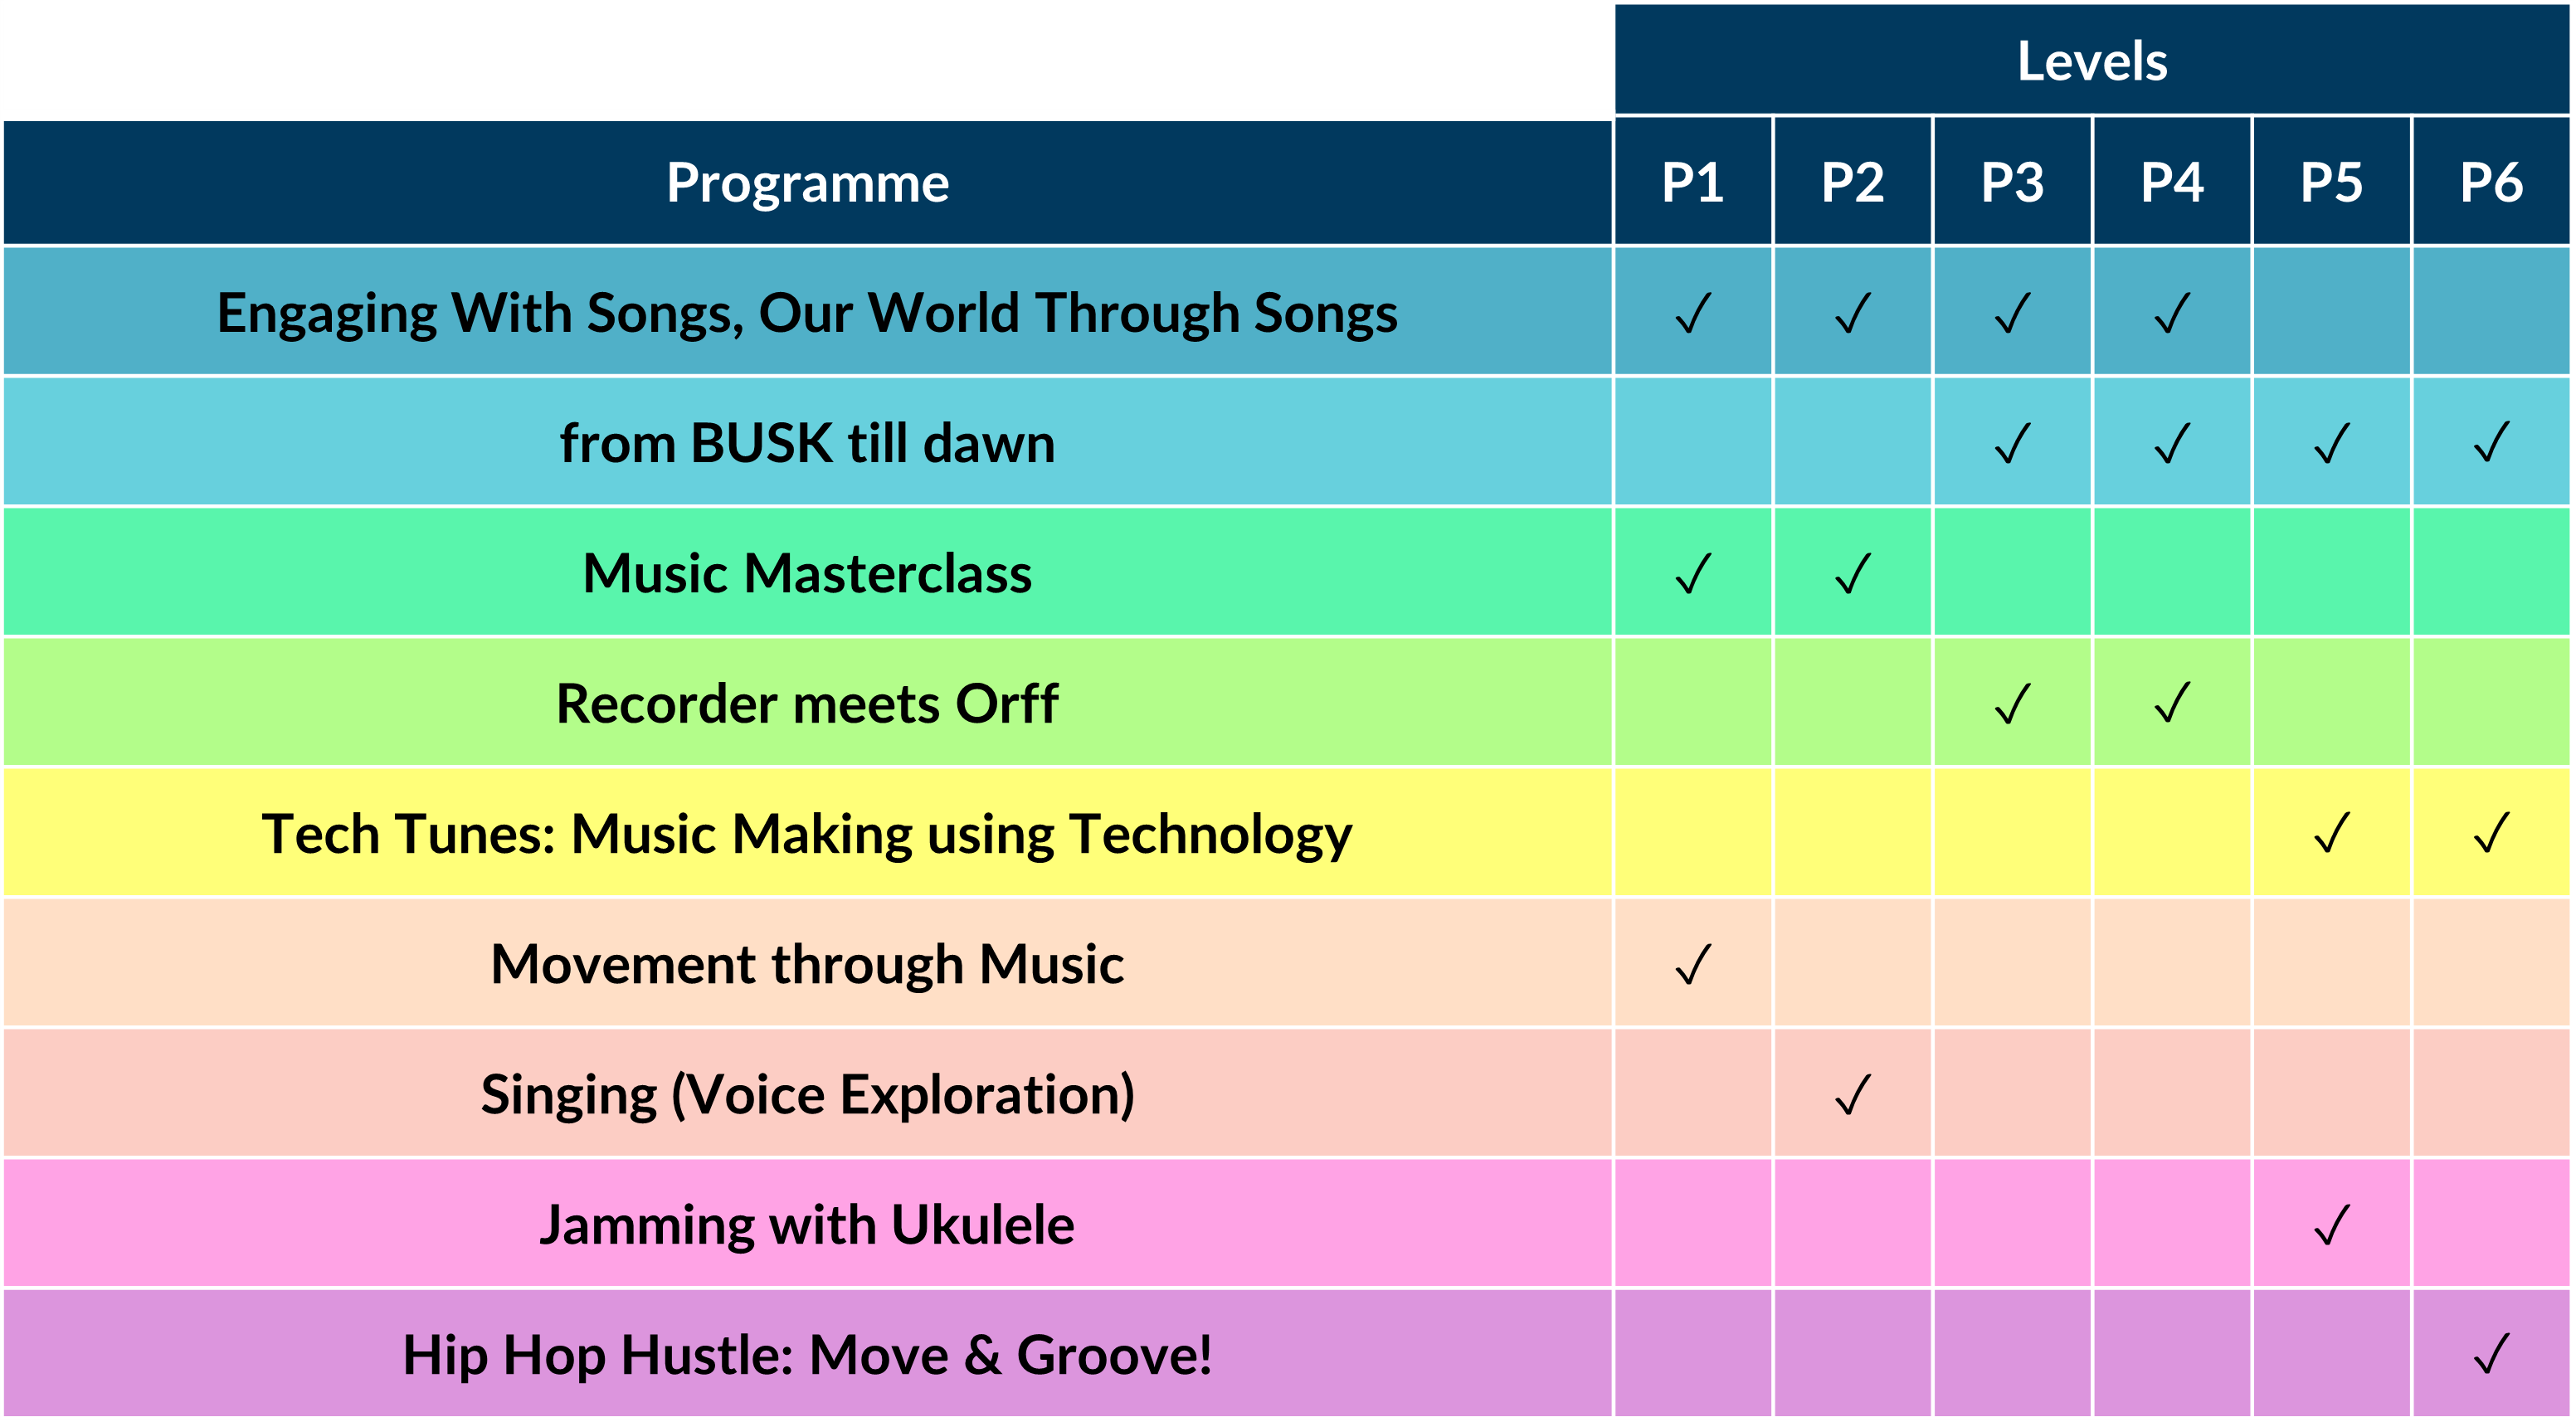 Levels
Programme P1 P2 P3 P4 P5 P6
Engaging With Songs, Our World Through Songs ✓ ✓ ✓ ✓
from BUSK till dawn ✓ ✓ ✓ ✓
Music Masterclass ✓ ✓
Recorder meets Orff ✓ ✓
Tech Tunes: Music Making using Technology ✓ ✓
Movement through Music ✓
Singing (Voice Exploration) ✓
Jamming with Ukulele ✓
Hip Hop Hustle: Move & Groove! ✓